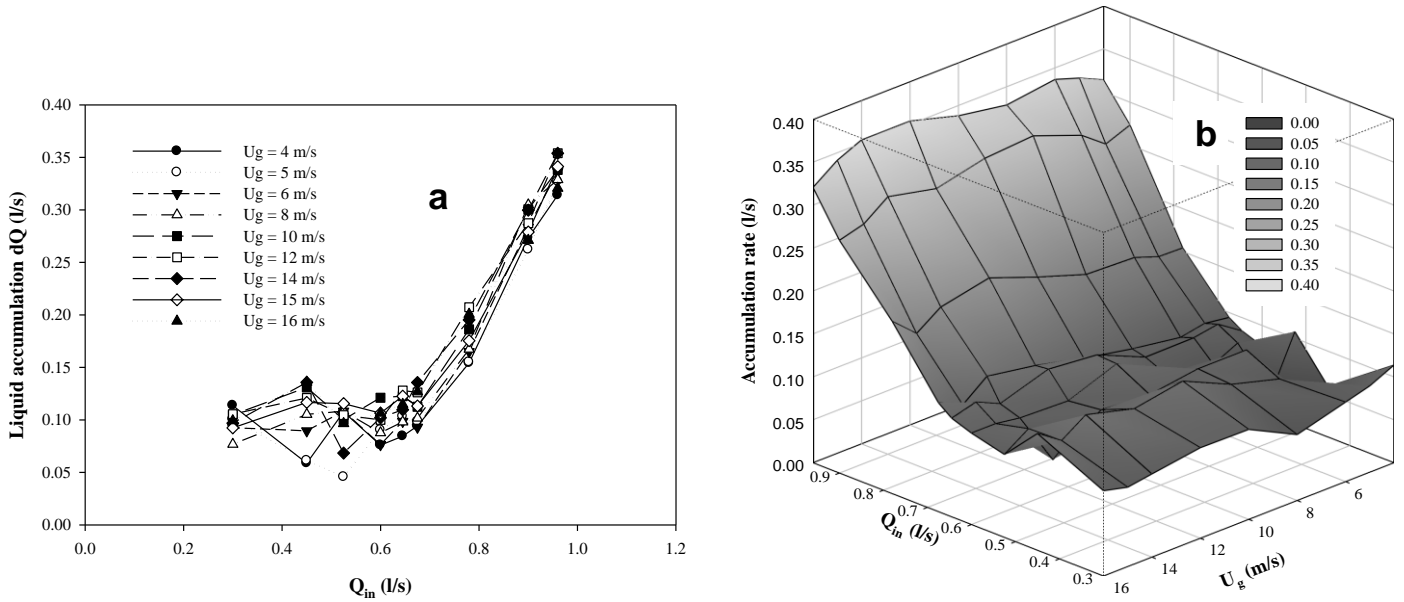 0.40
0.35
0.30
0.25
0.20
0.15
0.10
0.05
0.00
Liquid accumulation dQ (l/s)
Ug = 4 m/s
Ug = 5 m/s
Ug = 6 m/s
Ug = 8 m/s
Ug = 10 m/s
Ug = 12 m/s
Ug = 14 m/s
Ug = 15 m/s
Ug = 16 m/s
a
0.0 0.2 0.4 0.6 0.8 1.0 1.2
Qin (l/s)
0.40
0.35
0.30
0.25
0.20
0.15
0.10
0.05
0.00
Accumulation rate (l/s)
b
0.00
0.05
0.10
0.15
0.20
0.25
0.30
0.35
0.40
0.9 0.8 0.7 0.6 0.5 0.4 0.3
Qin (l/s)
16 14 12 10 8 6
Ug (m/s)